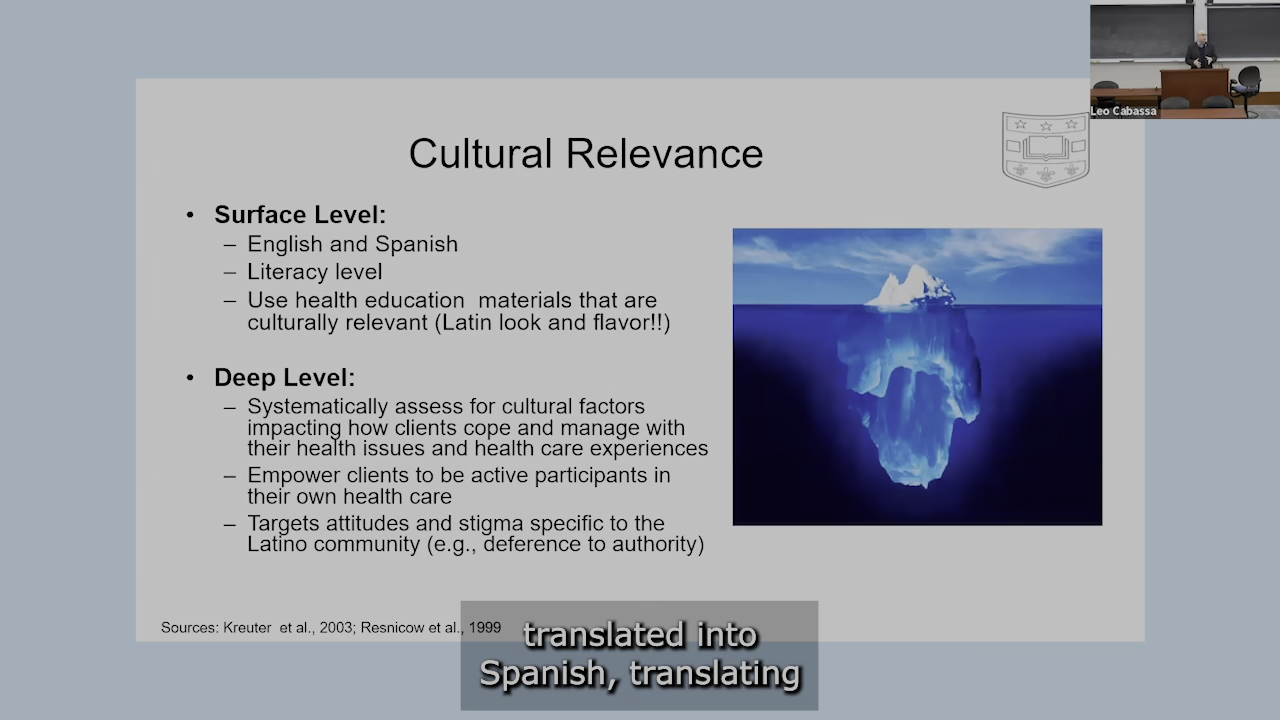 Leo Cabassa
Cultural Relevance
• Surface Level:
– English and Spanish
– Literacy level
– Use health education materials that are
culturally relevant (Latin look and flavor!!)
• Deep Level:
– Systematically assess for cultural factors
impacting how clients cope and manage with
their health issues and health care experiences
– Empower clients to be active participants in
their own health care
– Targets attitudes and stigma specific to the
Latino community (e.g., deference to authority)
Sources: Kreuter et al., 2003; Resnicow et al., 1999
translated into
Spanish, translating